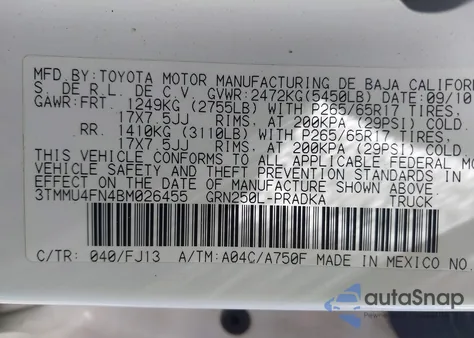 MFD.BY:TOYOTA MOTOR MANUFACTURING DE BAJA CALIFOR
S. DE R.L. DE C.V. GVWR:2472KG(5450LB) DATE:09/10
GAWR:FRT. 1249KG(2755LB)WITH P265/65R17 TIRES.
17X7.5JJ RIMS.AT 200KPA(29PSI)COLD.
RR. 1410KG(3110LB)WITH P265/65R17 TIRES.
17X7.5JJ RIMS.AT 200KPA(29PSI)COLD.
THIS VEHICLE CONFORMS TO ALL APPLICABLE FEDERAL MO
VEHICLE SAFETY AND THEFT PREVENTION STANDARDS IN
EFFECT ON THE DATE OF MANUFACTURE SHOWN ABOVE.
3TMMU4FN4BM026455 GRN250L-PRADKA TRUCK
C/TR: 040/FJ13 A/TM:A04C/A750F MADE IN MEXICO NO.
autoSnap